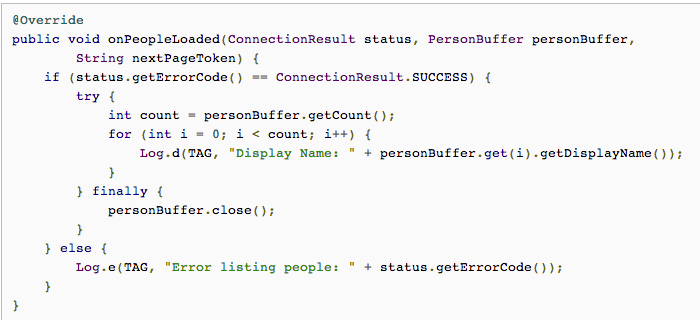 @Override
public void onPeopleLoaded(ConnectionResult status, PersonBuffer personBuffer,
        String nextPageToken) {
    if (status.getErrorCode() == ConnectionResult.SUCCESS) {
        try {
            int count = personBuffer.getCount();
            for (int i = 0; i < count; i++) {
                Log.d(TAG, "Display Name: " + personBuffer.get(i).getDisplayName());
            }
        } finally {
            personBuffer.close();
        }
    } else {
        Log.e(TAG, "Error listing people: " + status.getErrorCode());
    }
}